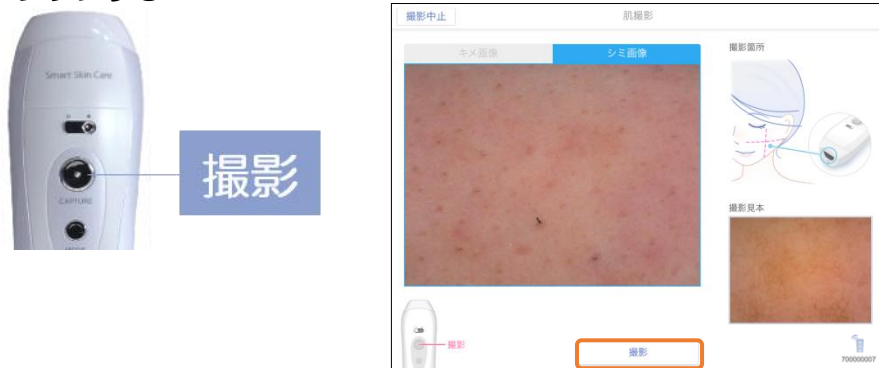 Smart Skin Care
CAPTURE
撮影
撮影中止
肌撮影
キメ画像
シミ画像
撮影箇所
撮影見本
撮影
撮影
700000007